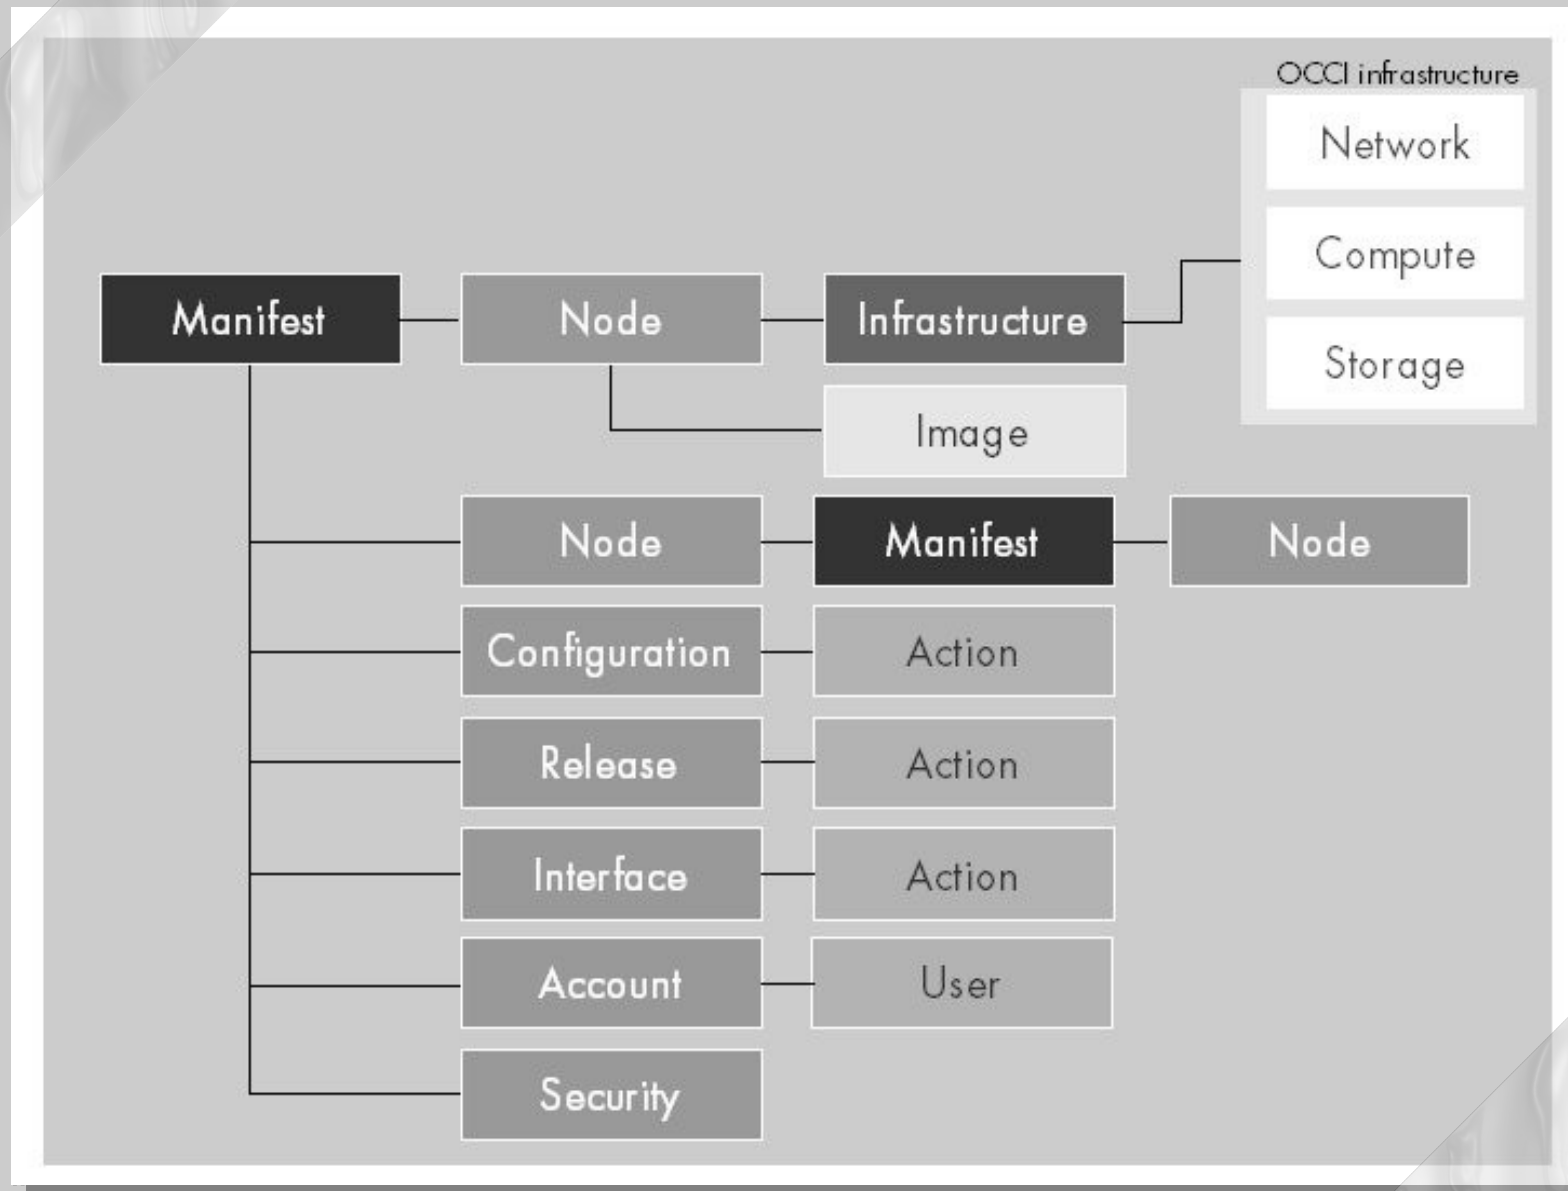 OCCI infrastructure
Network
Compute
Storage
Manifest
Node
Infrastructure
Image
Node
Manifest
Node
Configuration
Action
Release
Action
Interface
Action
Account
User
Security